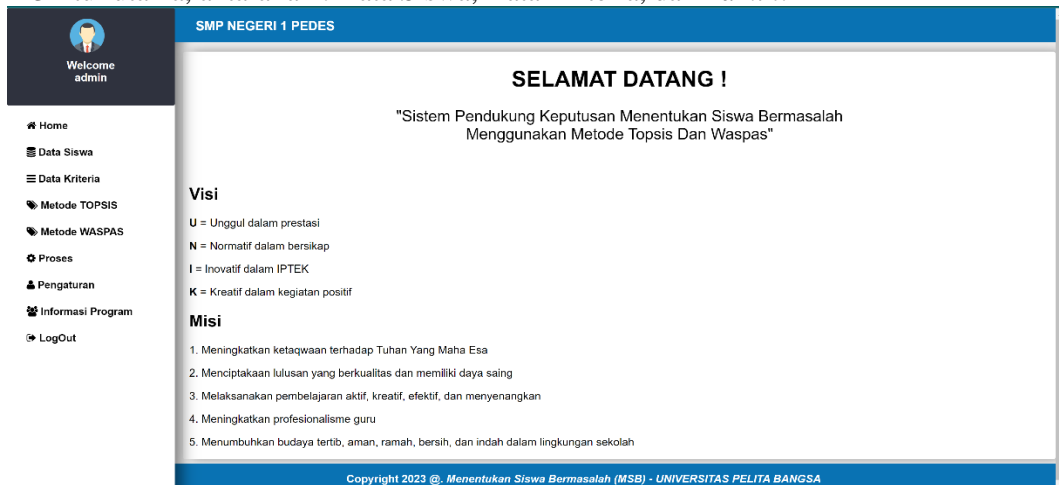 SMP NEGERI 1 PEDES
Welcome
admin
Home
Data Siswa
Data Kriteria
Metode TOPSIS
Metode WASPAS
Proses
Pengaturan
Informasi Program
LogOut
SELAMAT DATANG !
"Sistem Pendukung Keputusan Menentukan Siswa Bermasalah
Menggunakan Metode Topsis Dan Waspas"
Visi
U = Unggul dalam prestasi
N = Normatif dalam bersikap
I = Inovatif dalam IPTEK
K = Kreatif dalam kegiatan positif
Misi
1. Meningkatkan ketaqwaan terhadap Tuhan Yang Maha Esa
2. Menciptakaan lulusan yang berkualitas dan memiliki daya saing
3. Melaksanakan pembelajaran aktif, kreatif, efektif, dan menyenangkan
4. Meningkatkan profesionalisme guru
5. Menumbuhkan budaya tertib, aman, ramah, bersih, dan indah dalam lingkungan sekolah
Copyright 2023 @. Menentukan Siswa Bermasalah (MSB) - UNIVERSITAS PELITA BANGSA